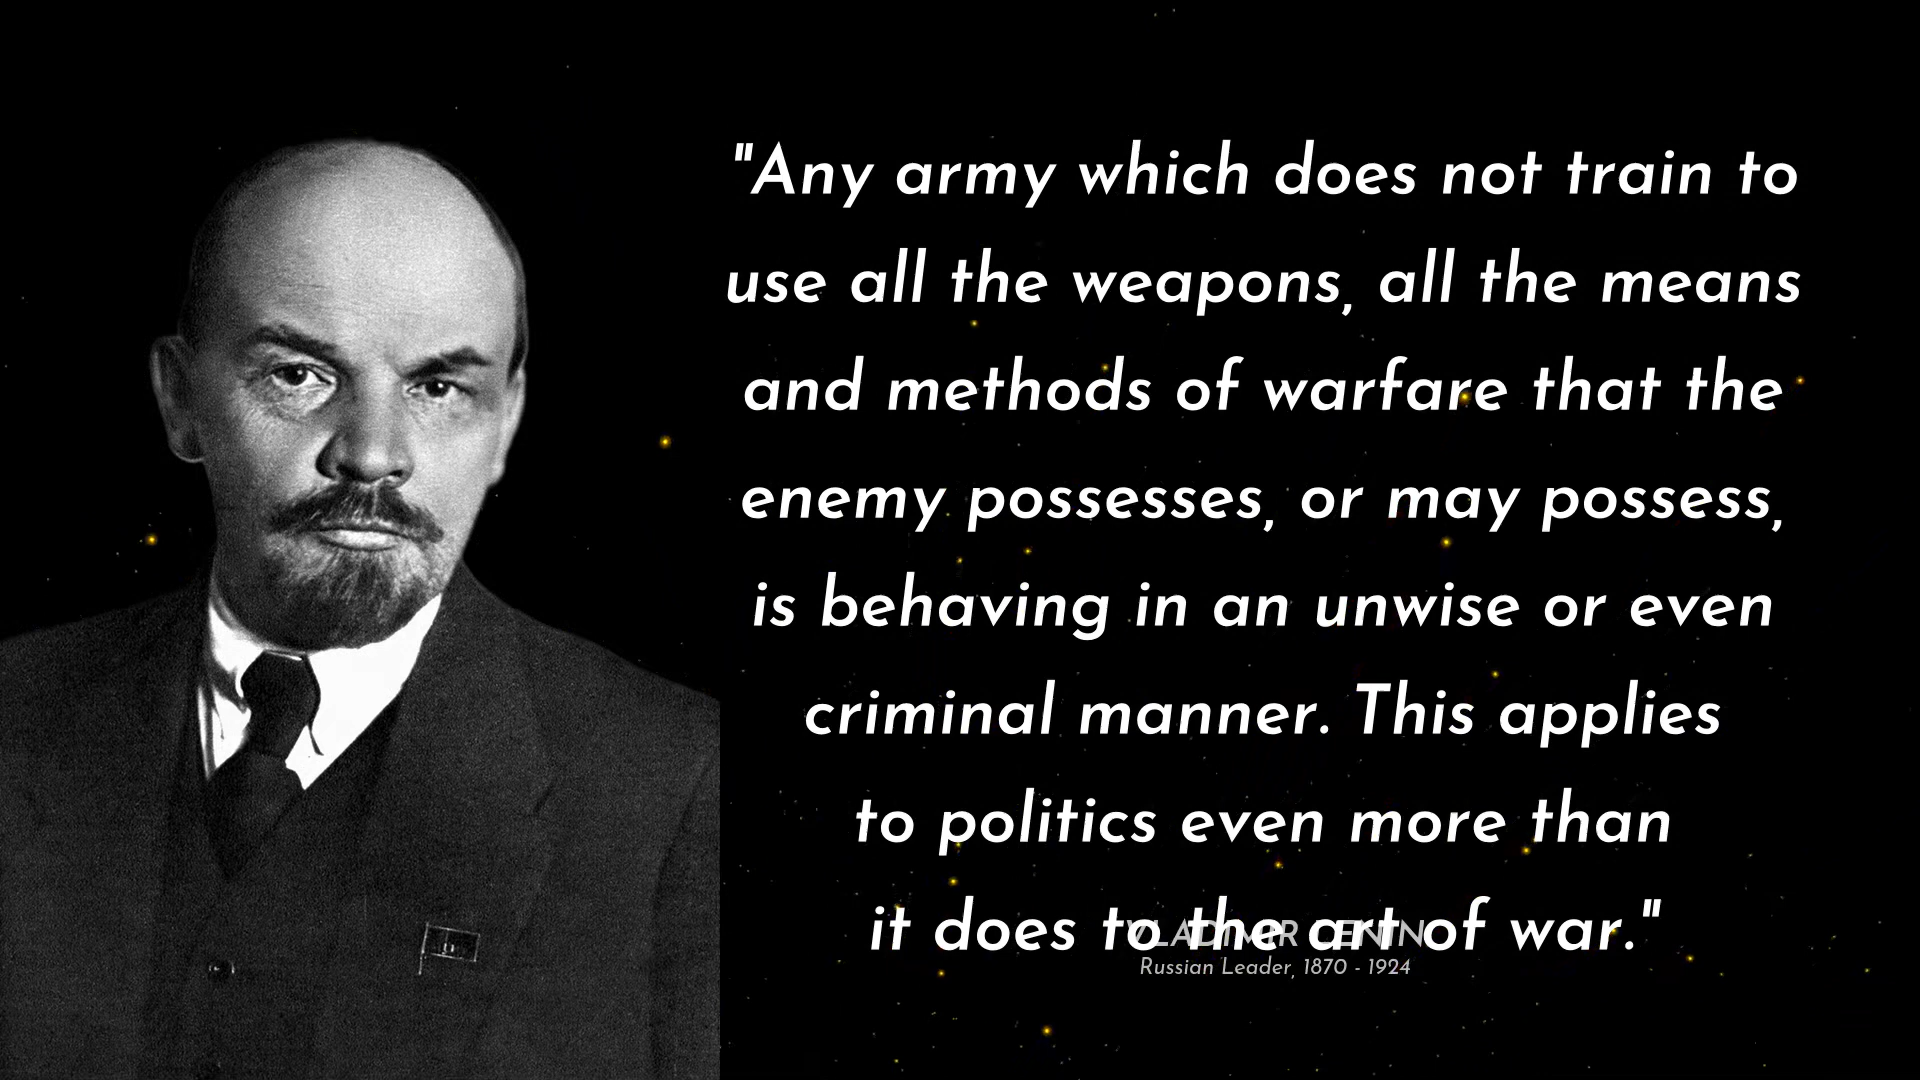 "Any army which does not train to
use all the weapons, all the means
and methods of warfare that the
enemy possesses, or may possess,
is behaving in an unwise or even
criminal manner. This applies
to politics even more than
it does to the art of war."
VLADIMIR LENIN
Russian Leader, 1870 - 1924